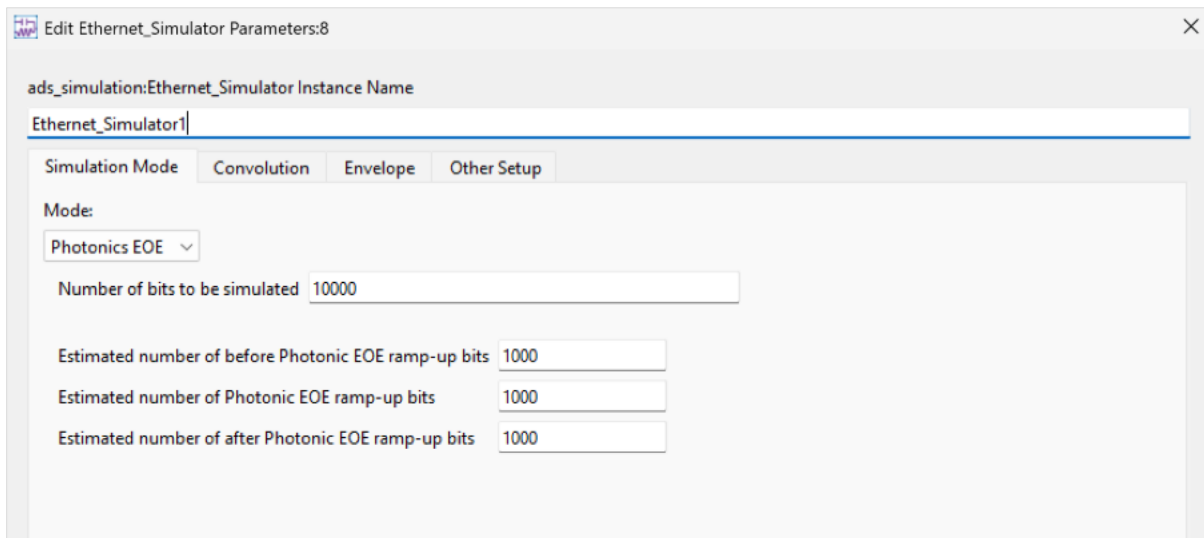 Edit Ethernet_Simulator Parameters:8
ads_simulation:Ethernet_Simulator Instance Name
Ethernet_Simulator1
Simulation Mode Convolution Envelope Other Setup
Mode:
Photonics EOE
Number of bits to be simulated 10000
Estimated number of before Photonic EOE ramp-up bits 1000
Estimated number of Photonic EOE ramp-up bits 1000
Estimated number of after Photonic EOE ramp-up bits 1000